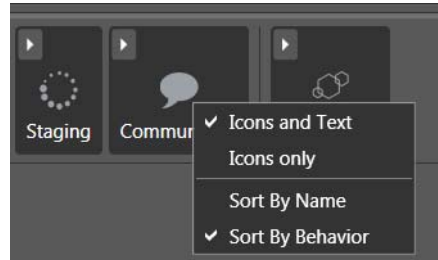 Staging
Commun
Icons and Text
Icons only
Sort By Name
Sort By Behavior